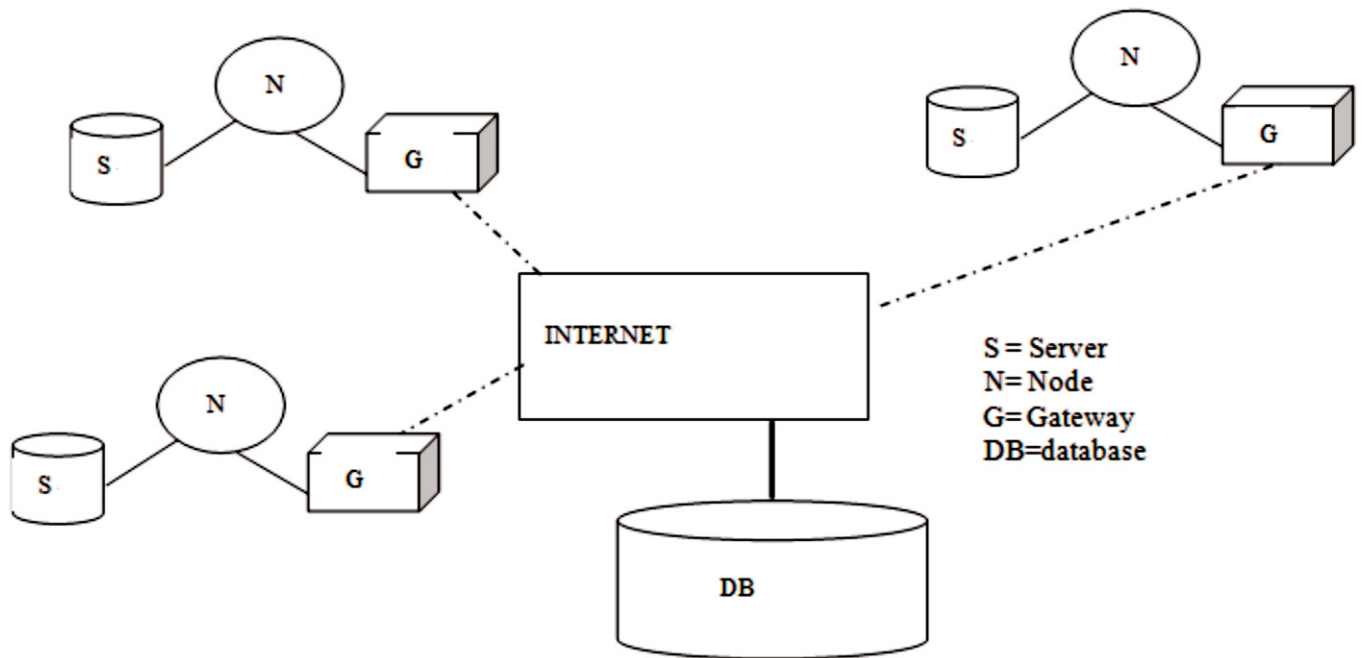 N
S
G
N
S
G
INTERNET
S = Server
N= Node
G= Gateway
DB=database
N
S
G
DB